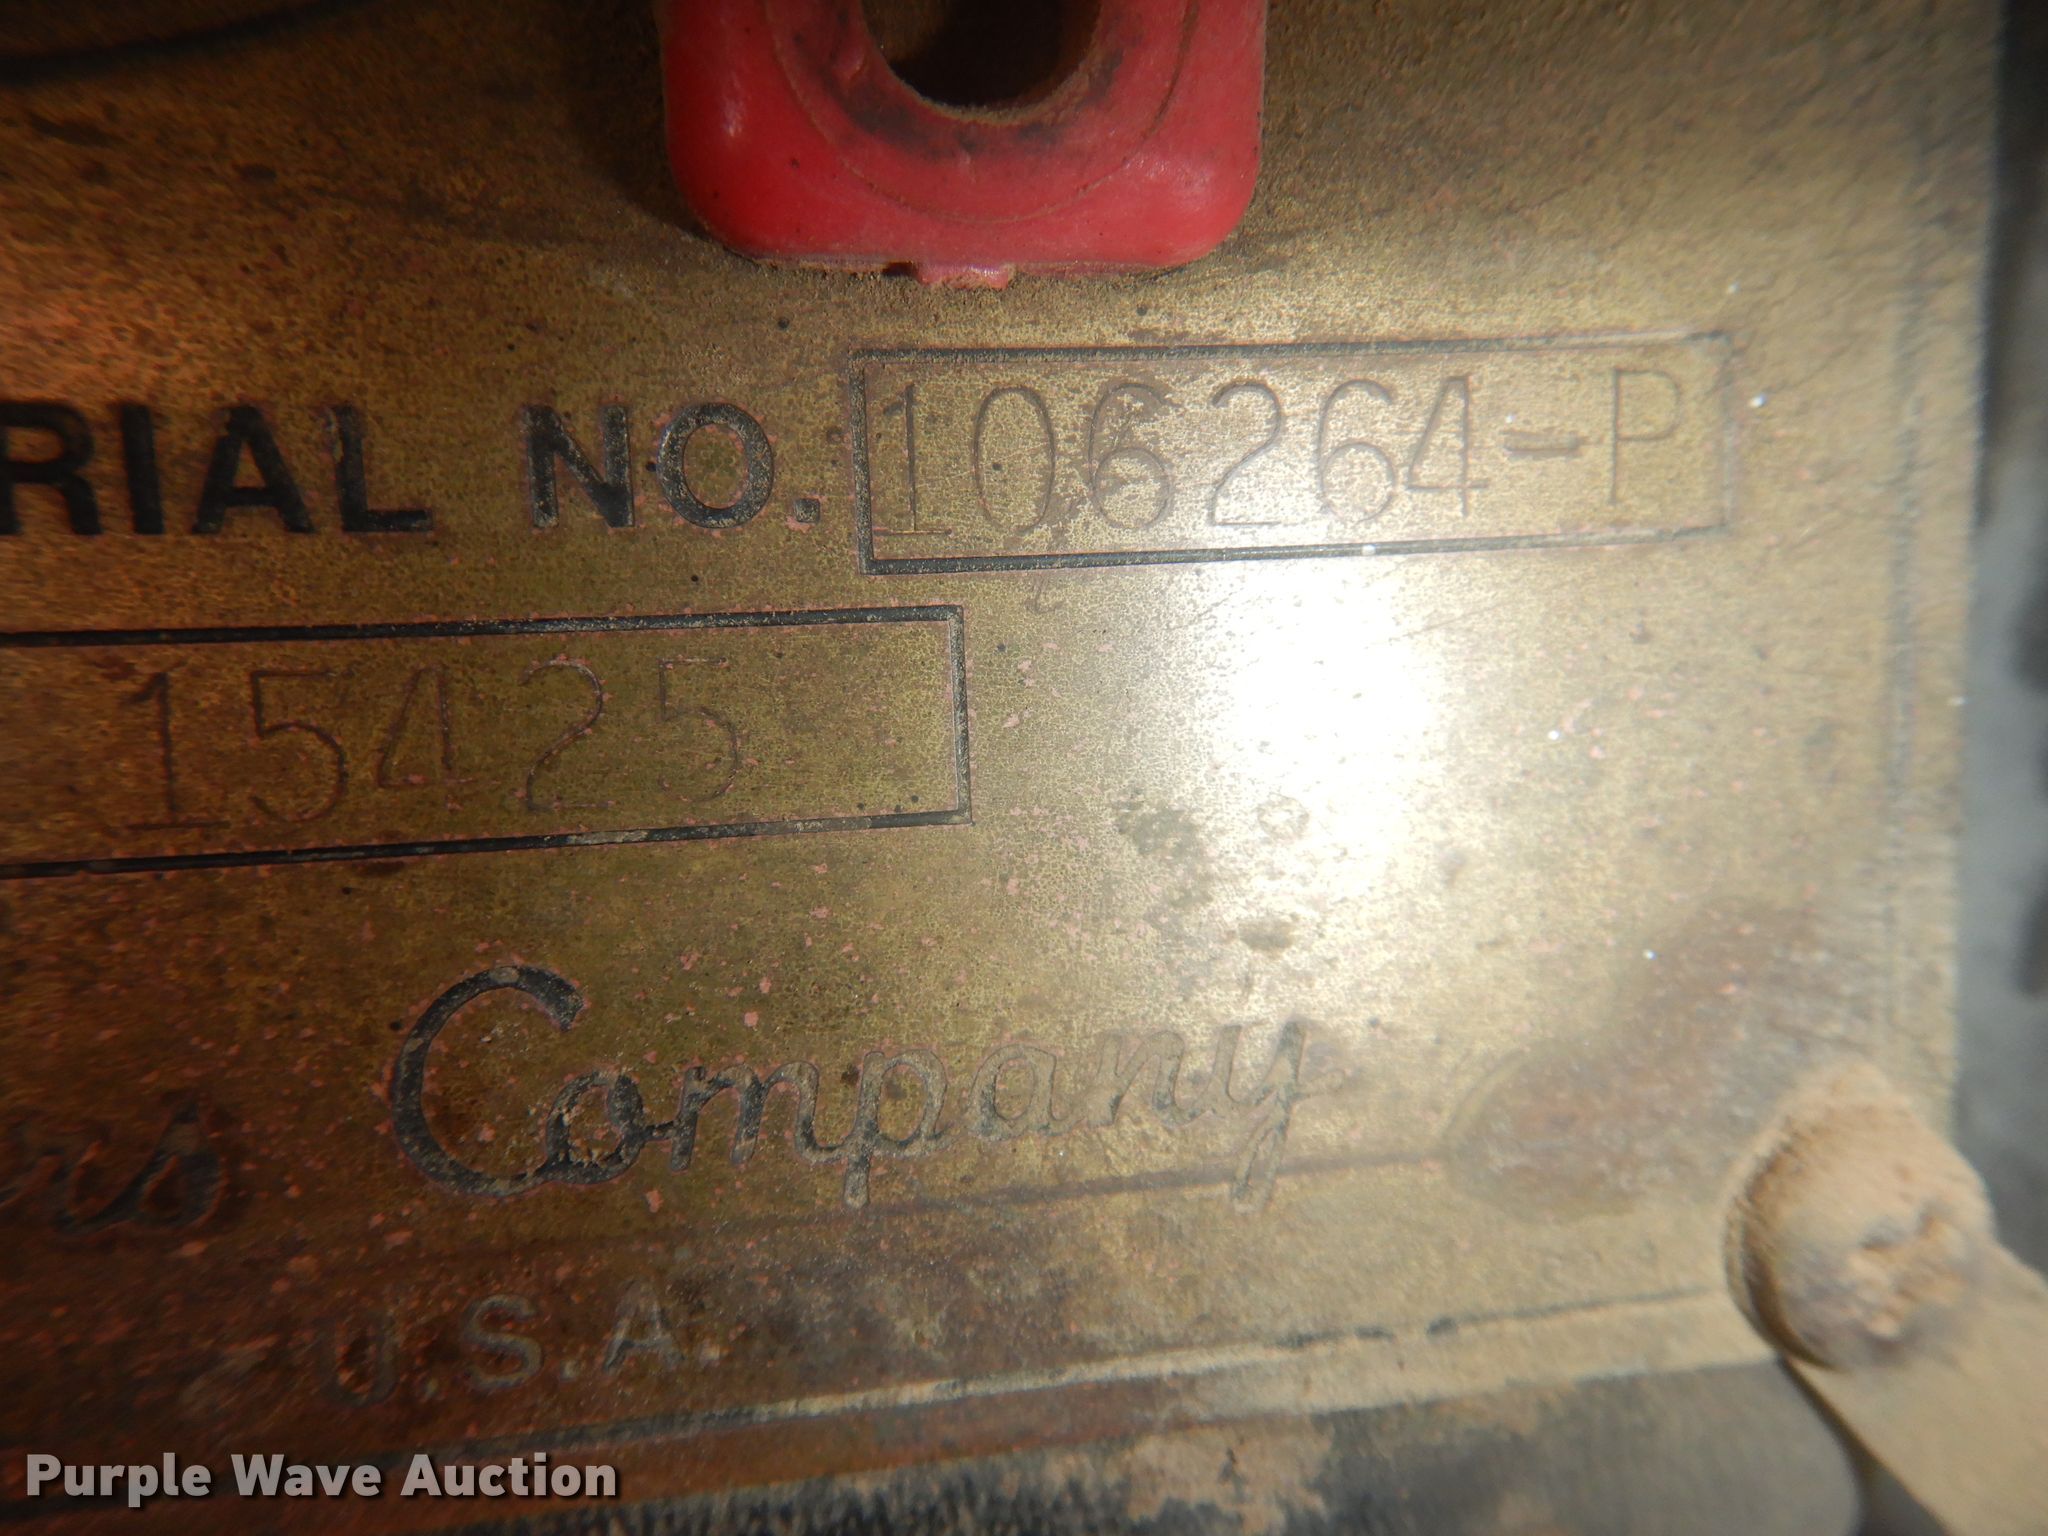 RIAL NO. 106264-P
15425
Company
U.S.A.
Purple Wave Auction